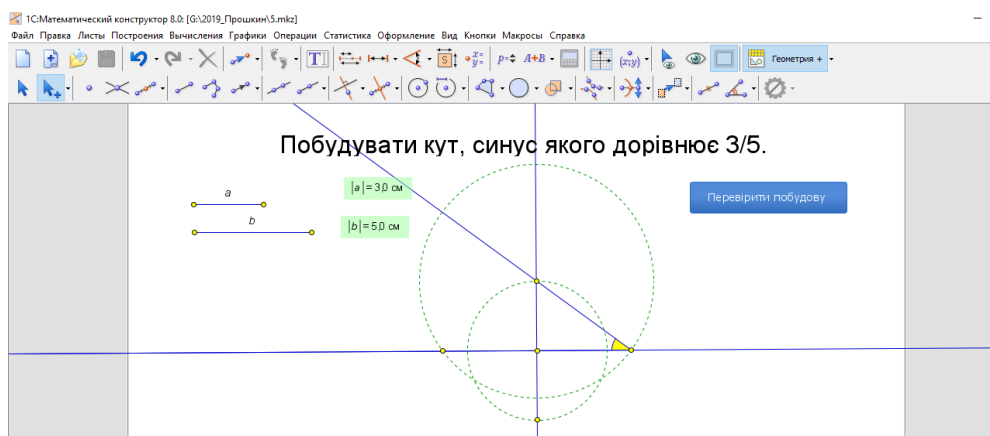 1С:Математический конструктор 8.0: [G:\2019_Прошкин\5.mkz]
Файл Правка Листы Построения Вычисления Графики Операции Статистика Оформление Вид Кнопки Макросы Справка
T S x= y= p= A+B (x:y) Геометрия +
Побудувати кут, синус якого дорівнює 3/5.
a
|a| = 3,0 см
Перевірити побудову
b
|b| = 5,0 см